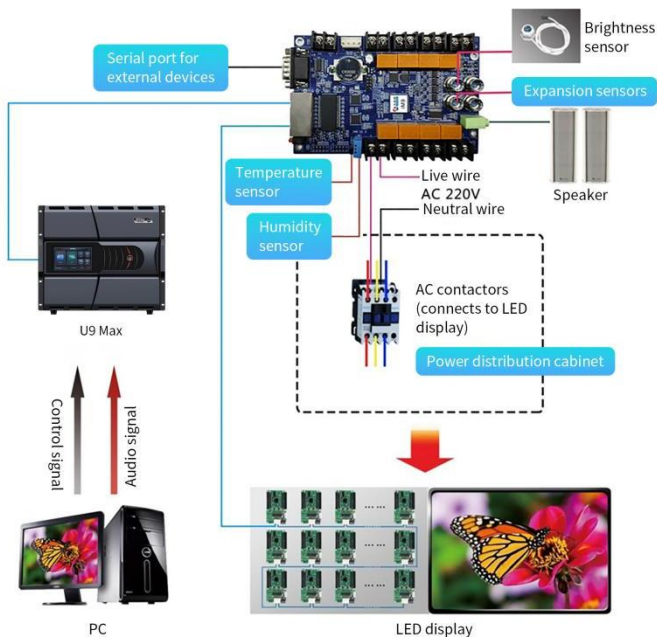 Brightness
sensor
Serial port for
external devices
Expansion sensors
Temperature
sensor
Live wire
AC 220V
Neutral wire
Speaker
Humidity
sensor
AC contactors
(connects to LED
display)
Power distribution cabinet
U9 Max
Control signal
Audio signal
PC
LED display